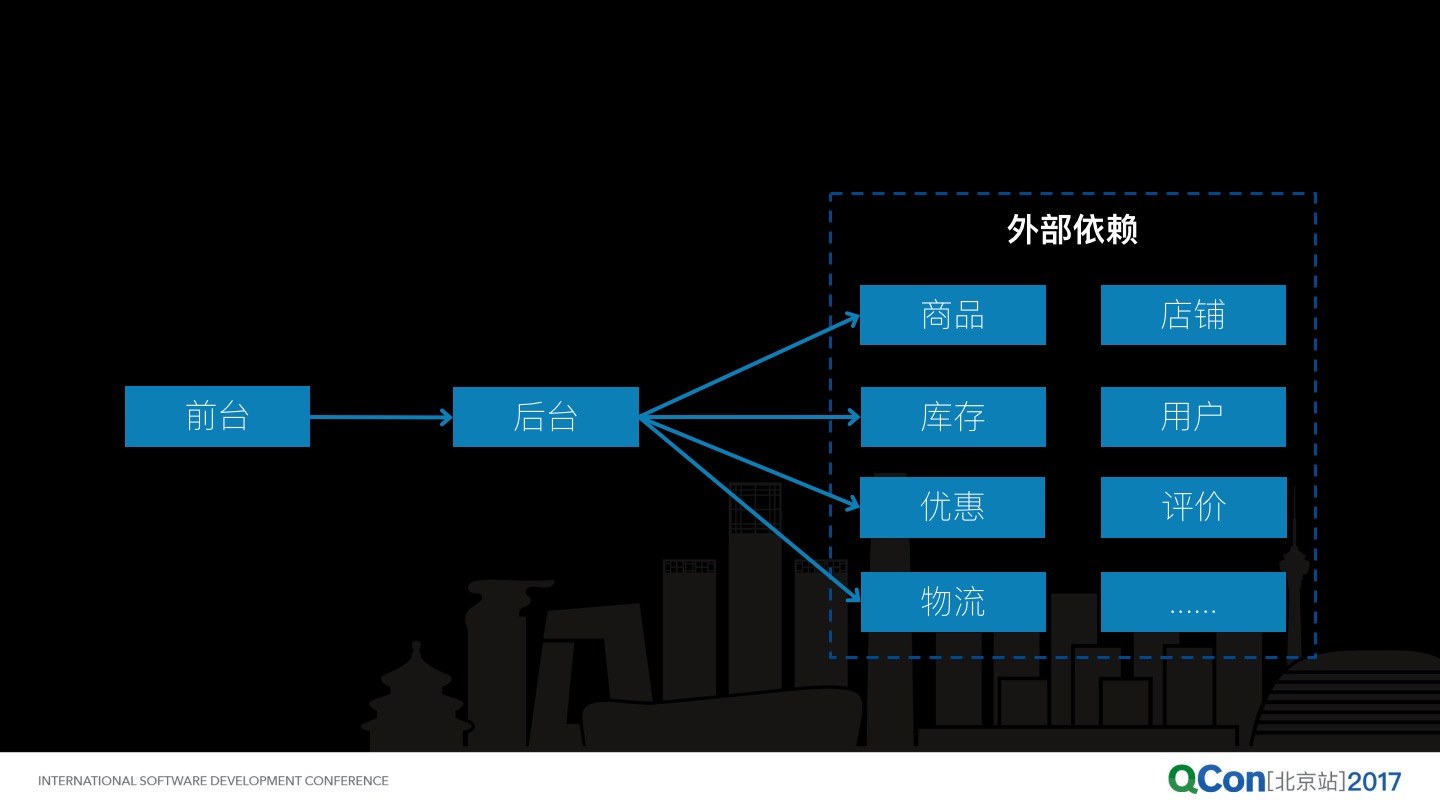 外部依赖
商品
店铺
前台
后台
库存
用户
优惠
评价
物流
......
INTERNATIONAL SOFTWARE DEVELOPMENT CONFERENCE
QCon[北京站]2017